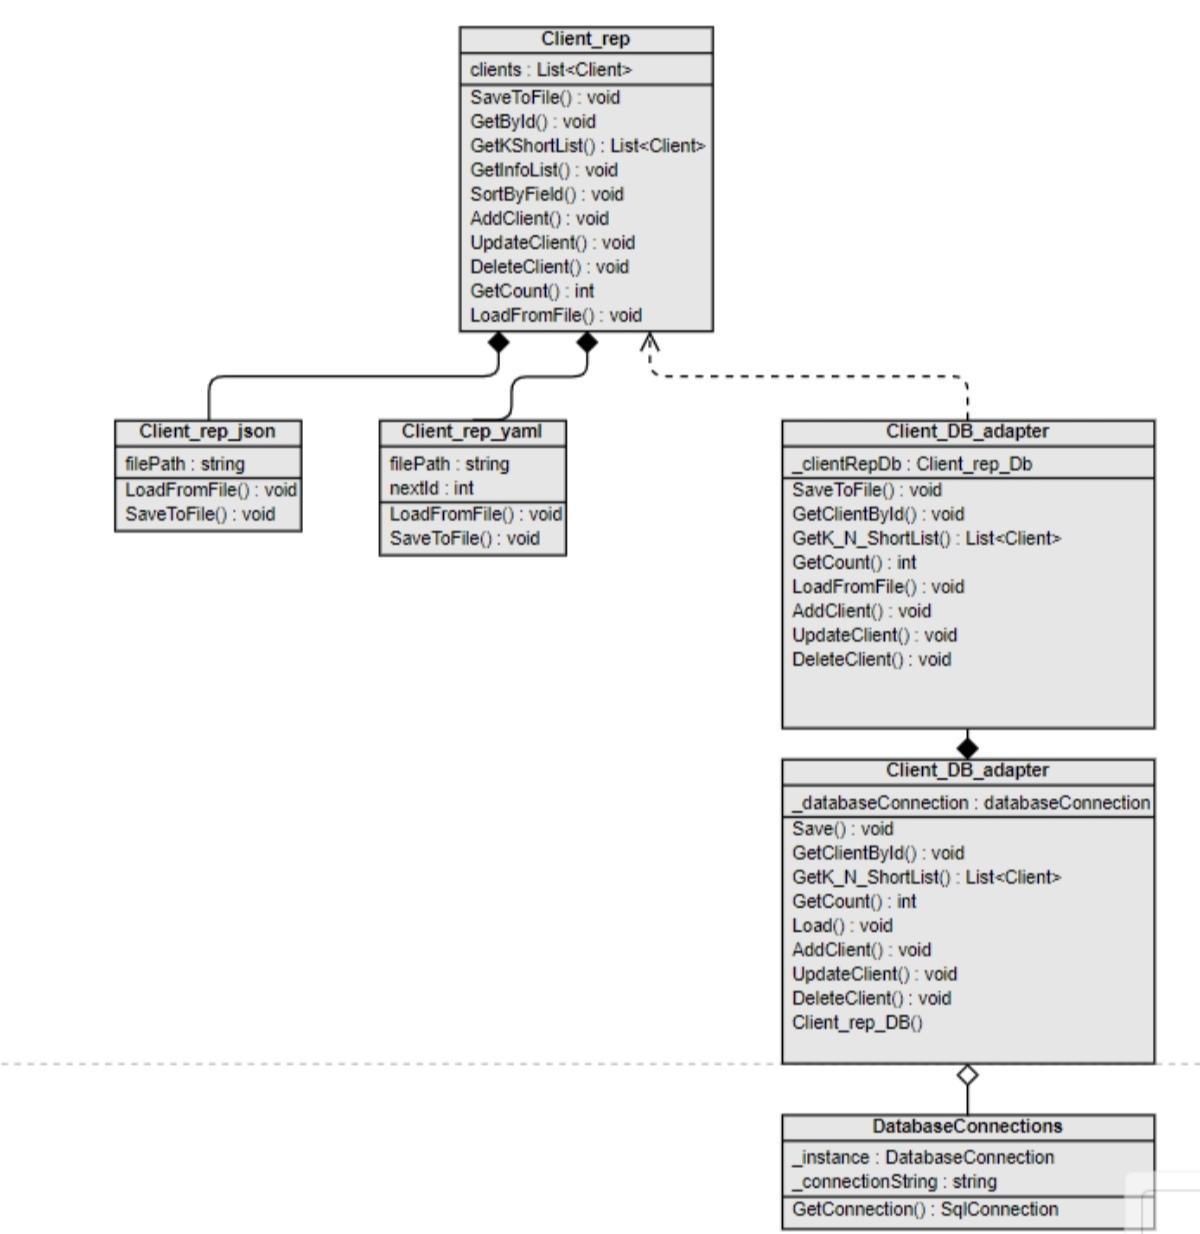 Client_rep
clients : List<Client>
SaveToFile() : void
GetById() : void
GetKShortList() : List<Client>
GetInfoList() : void
SortByField() : void
AddClient() : void
UpdateClient() : void
DeleteClient() : void
GetCount() : int
LoadFromFile() : void
Client_rep_json
filePath : string
LoadFromFile() : void
SaveToFile() : void
Client_rep_yaml
filePath : string
nextId : int
LoadFromFile() : void
SaveToFile() : void
Client_DB_adapter
_clientRepDb : Client_rep_Db
SaveToFile() : void
GetClientById() : void
GetK_N_ShortList() : List<Client>
GetCount() : int
LoadFromFile() : void
AddClient() : void
UpdateClient() : void
DeleteClient() : void
Client_DB_adapter
_databaseConnection : databaseConnection
Save() : void
GetClientById() : void
GetK_N_ShortList() : List<Client>
GetCount() : int
Load() : void
AddClient() : void
UpdateClient() : void
DeleteClient() : void
Client_rep_DB()
DatabaseConnections
_instance : DatabaseConnection
_connectionString : string
GetConnection() : SqlConnection